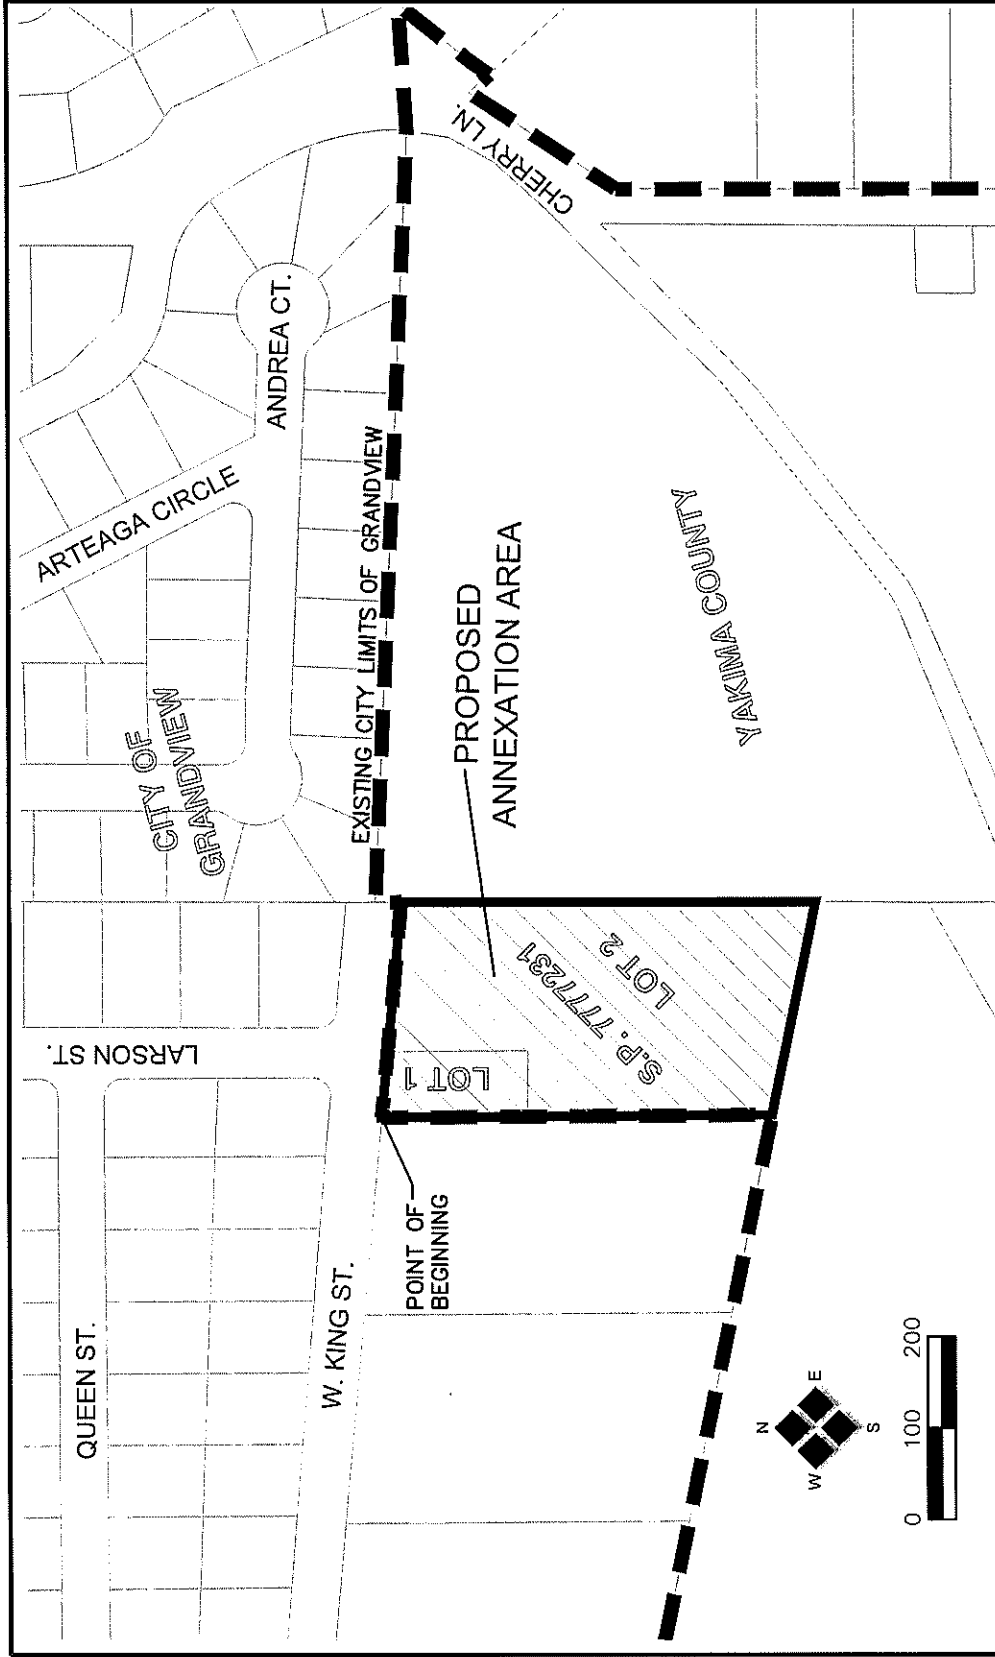 ARTEAGA CIRCLE
ANDREA CT.
CHERRY LN.
CITY OF
GRANDVIEW
EXISTING CITY LIMITS OF GRANDVIEW
LARSON ST.
QUEEN ST.
W. KING ST.
POINT OF
BEGINNING
LOT 1
S.P. 7777231
LOT 2
PROPOSED
ANNEXATION AREA
YAKIMA COUNTY
N
W
E
S
0 100 200